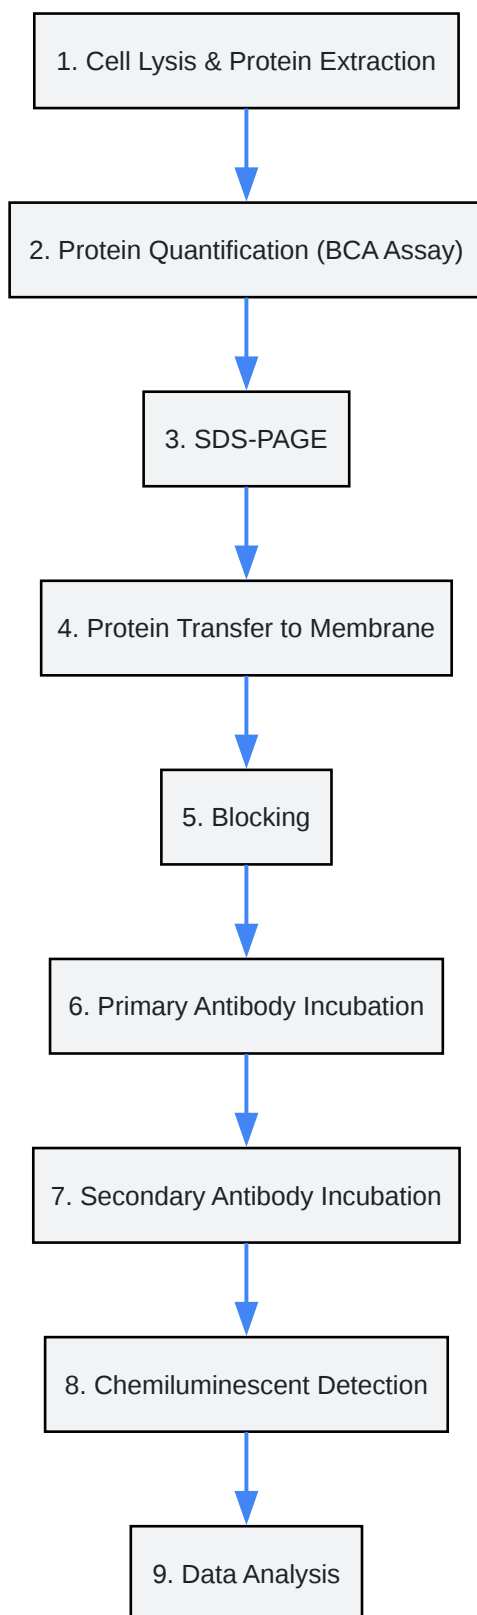 1. Cell Lysis & Protein Extraction
2. Protein Quantification (BCA Assay)
3. SDS-PAGE
4. Protein Transfer to Membrane
5. Blocking
6. Primary Antibody Incubation
7. Secondary Antibody Incubation
8. Chemiluminescent Detection
9. Data Analysis